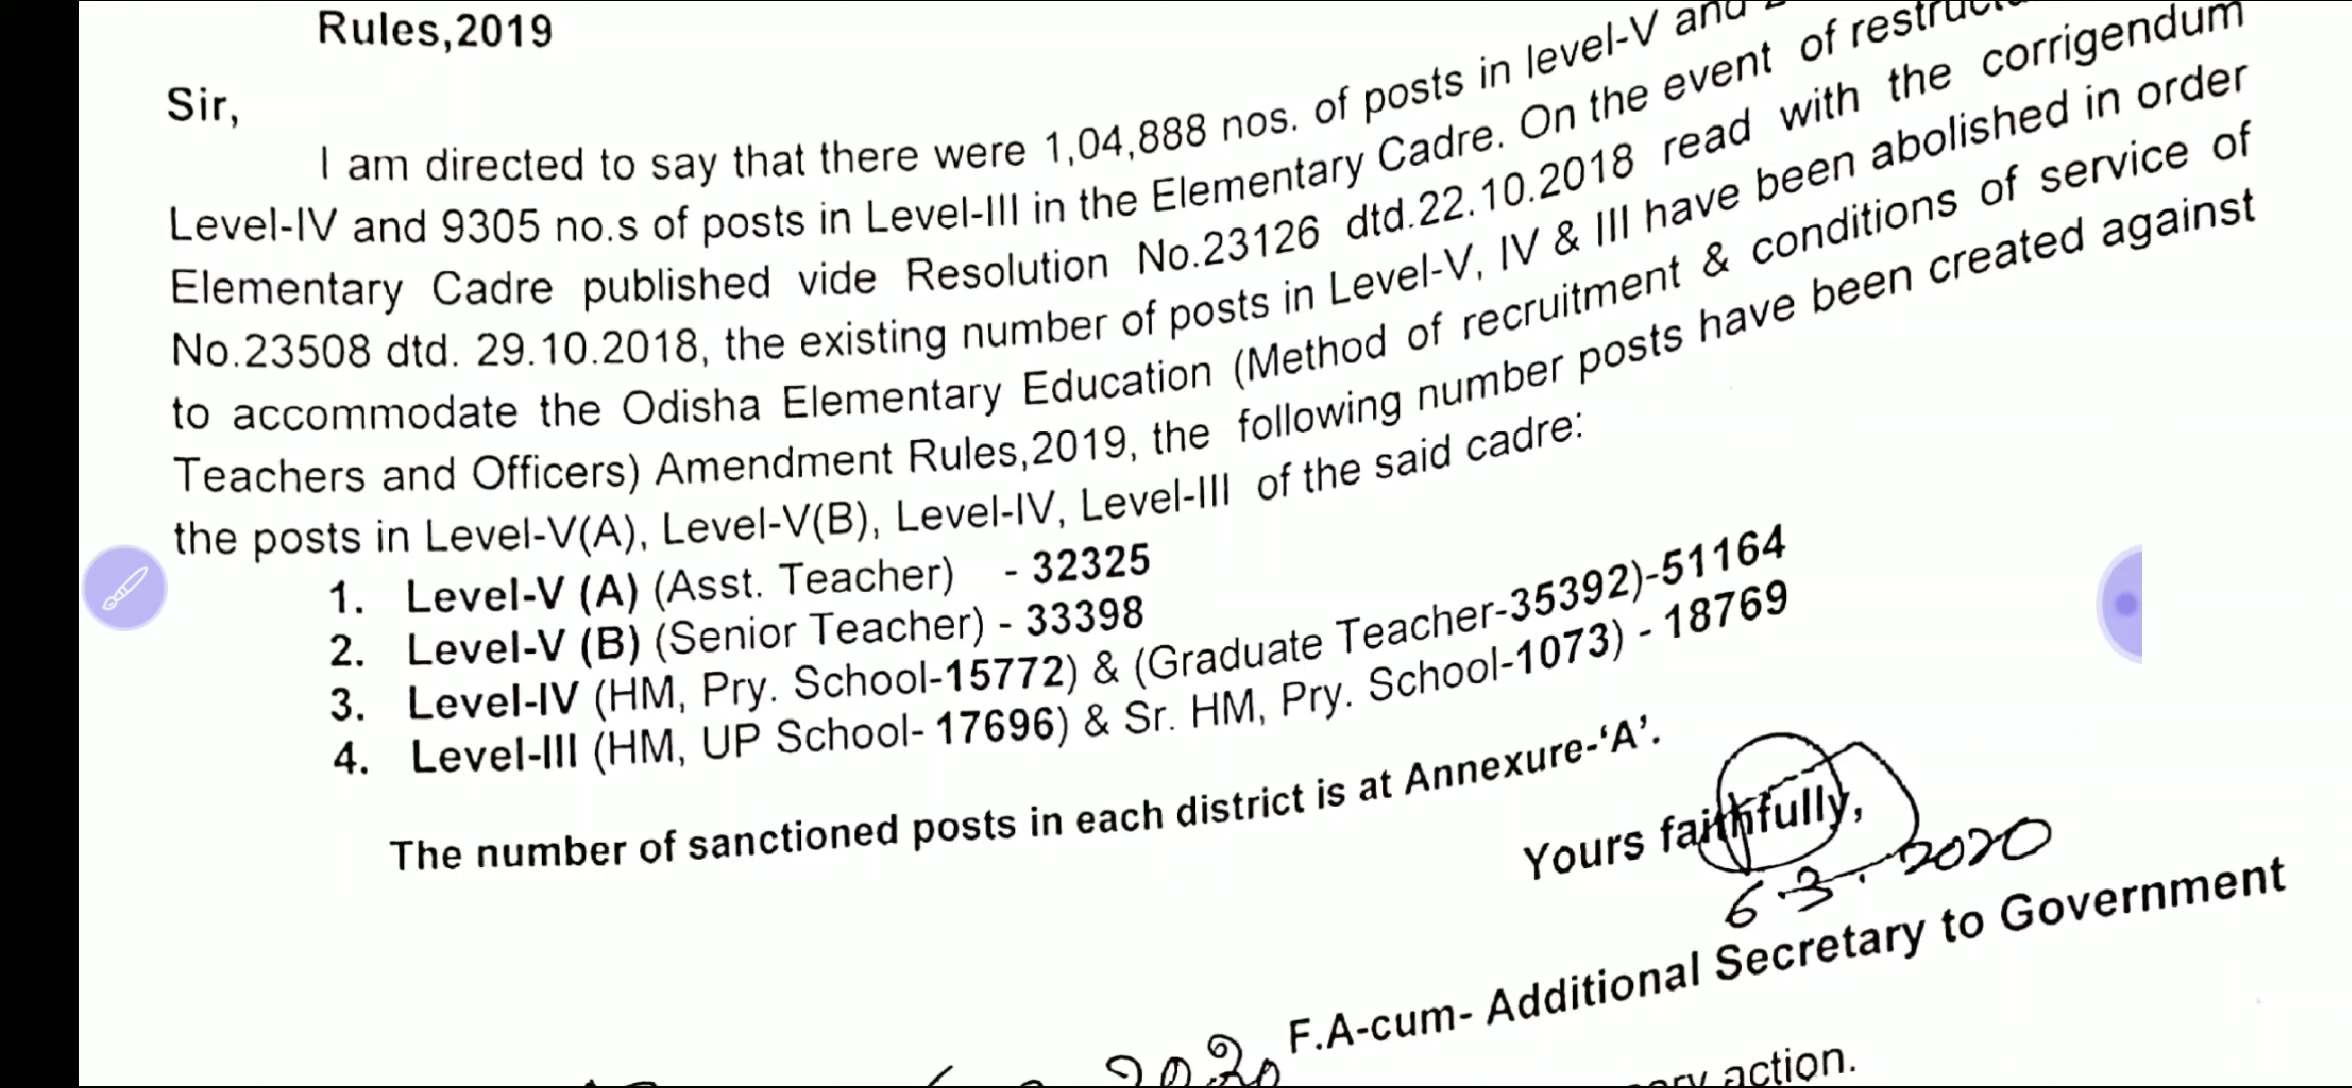 Rules,2019
Sir,
I am directed to say that there were 1,04,888 nos. of posts in level-V and
Level-IV and 9305 no.s of posts in Level-III in the Elementary Cadre. On the event of
Elementary Cadre published vide Resolution No.23126 dtd.22.10.2018 read with the corrigendum
No.23508 dtd. 29.10.2018, the existing number of posts in Level-V, IV & III have been abolished in order
to accommodate the Odisha Elementary Education (Method of recruitment & conditions of service of
Teachers and Officers) Amendment Rules,2019, the following number posts have been created against
the posts in Level-V(A), Level-V(B), Level-IV, Level-III of the said cadre:
1. Level-V (A) (Asst. Teacher) - 32325
2. Level-V (B) (Senior Teacher) - 33398
3. Level-IV (HM, Pry. School-15772) & (Graduate Teacher-35392)-51164
4. Level-III (HM, UP School- 17696) & Sr. HM, Pry. School-1073) - 18769
The number of sanctioned posts in each district is at Annexure-‘A’.
Yours faithfully,
6.3.2020
F.A-cum- Additional Secretary to Government
action.